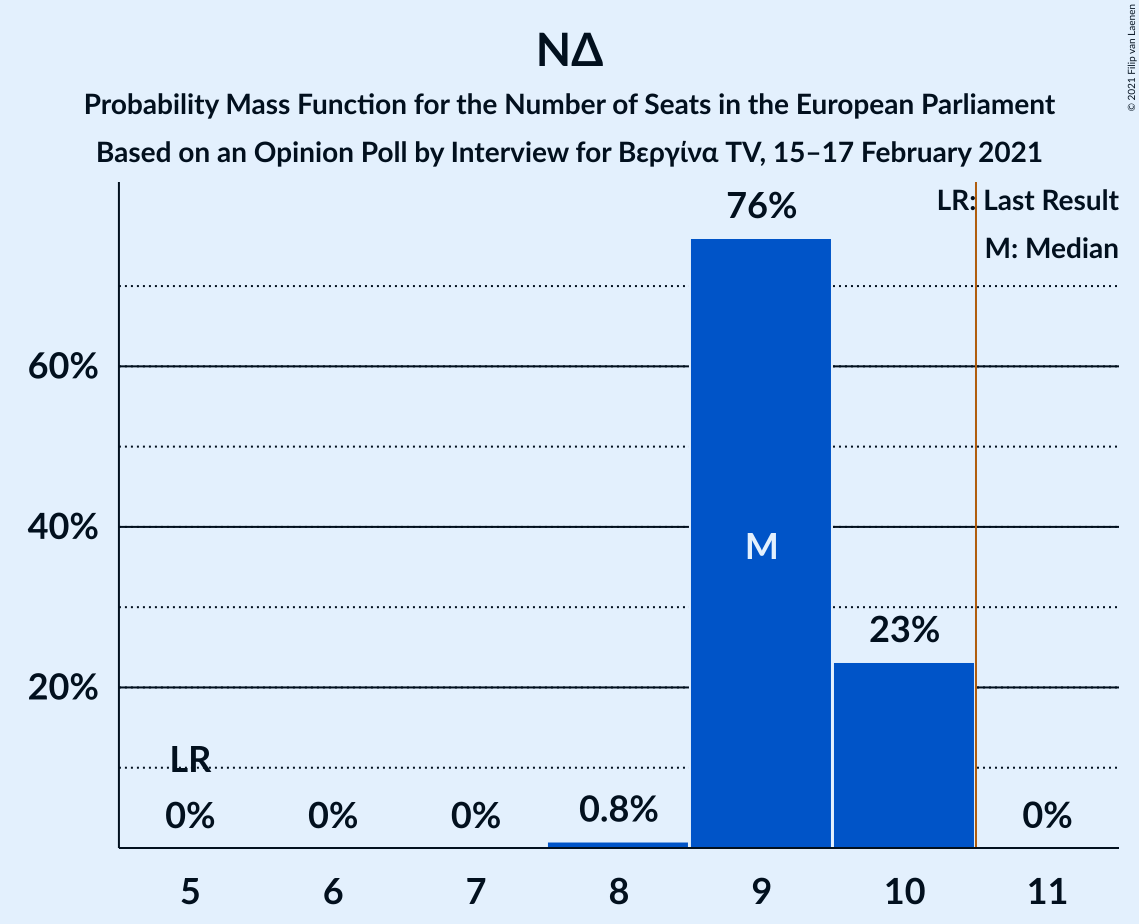 ΝΔ
Probability Mass Function for the Number of Seats in the European Parliament
Based on an Opinion Poll by Interview for Βεργίνα TV, 15–17 February 2021
© 2021 Filip van Laenen
LR: Last Result
M: Median
76%
60%
40%
M
23%
20%
LR
0%
0%
0%
0.8%
0%
5
6
7
8
9
10
11